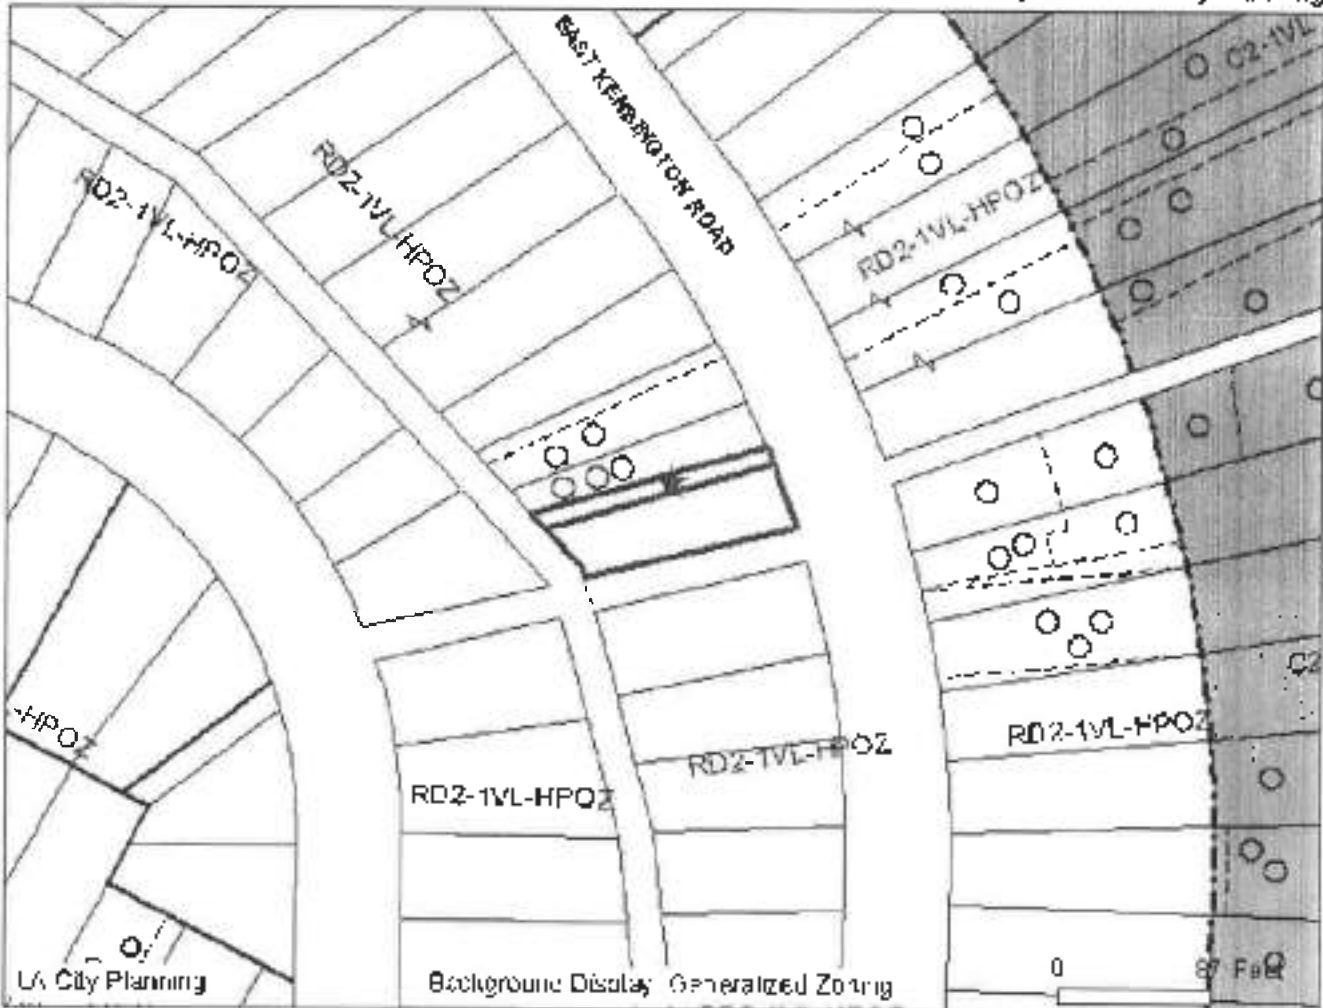 C2-1VL
EAST KENSINGTON ROAD
RD2-1VL-HPOZ
RD2-1VL-HPOZ
RD2-1VL-HPOZ
C2
-HPOZ
RD2-1VL-HPOZ
RD2-1VL-HPOZ
RD2-1VL-HPOZ
LA City Planning
Background Display: Generalized Zoning
0
87 Feet